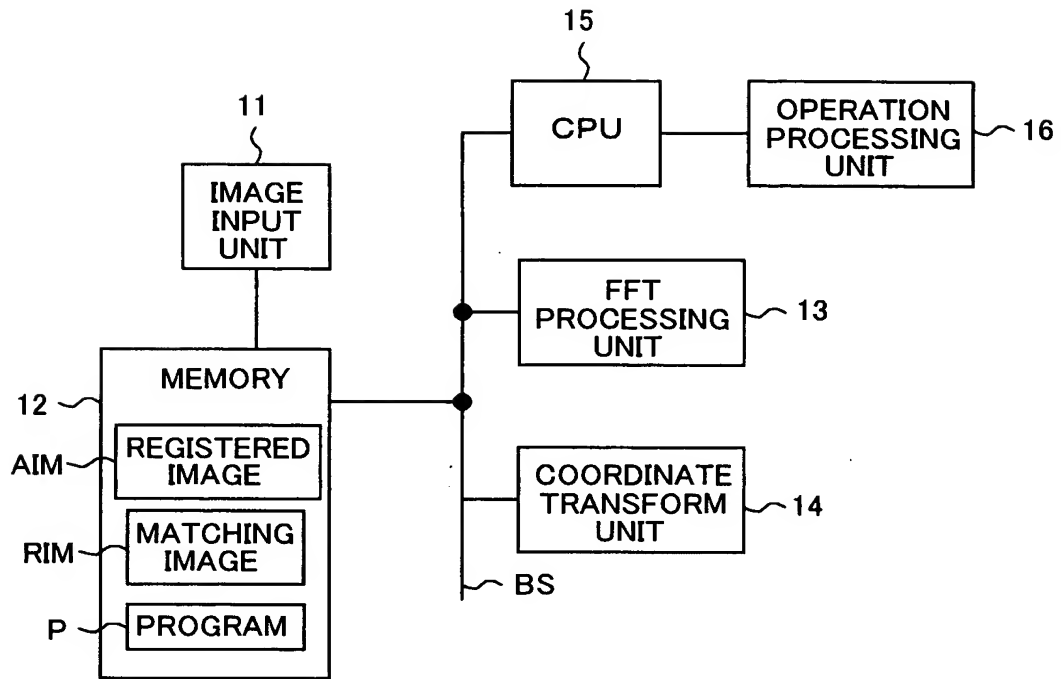 15
CPU
OPERATION
PROCESSING
UNIT
16
11
IMAGE
INPUT
UNIT
FFT
PROCESSING
UNIT
13
MEMORY
12
REGISTERED
IMAGE
AIM
MATCHING
IMAGE
RIM
PROGRAM
P
COORDINATE
TRANSFORM
UNIT
14
BS